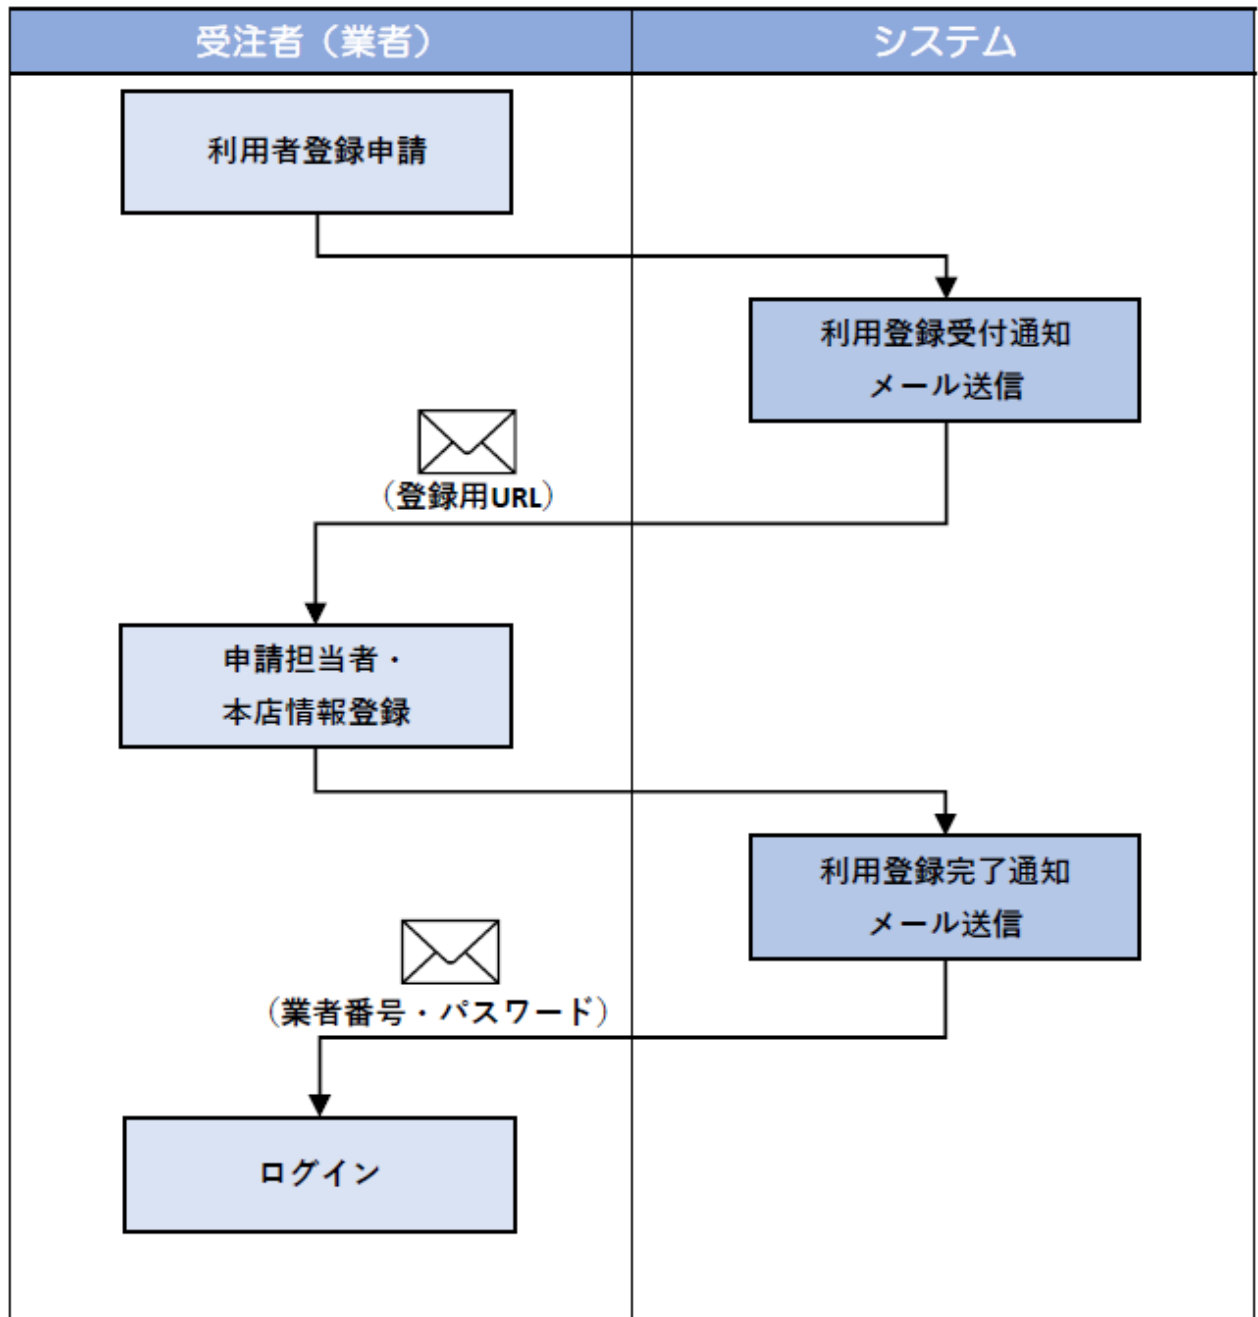 受注者（業者）
システム
利用者登録申請
利用登録受付通知
メール送信
（登録用URL）
申請担当者・
本店情報登録
利用登録完了通知
メール送信
（業者番号・パスワード）
ログイン